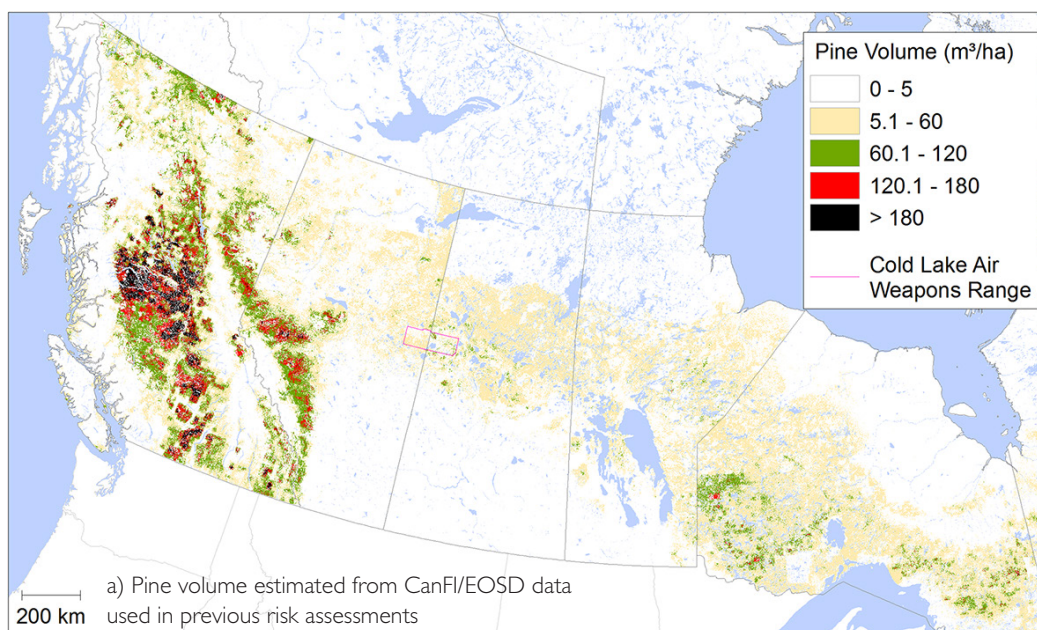 Pine Volume (m³/ha)
0 - 5
5.1 - 60
60.1 - 120
120.1 - 180
> 180
Cold Lake Air
Weapons Range
a) Pine volume estimated from CanFI/EOSD data
used in previous risk assessments
200 km